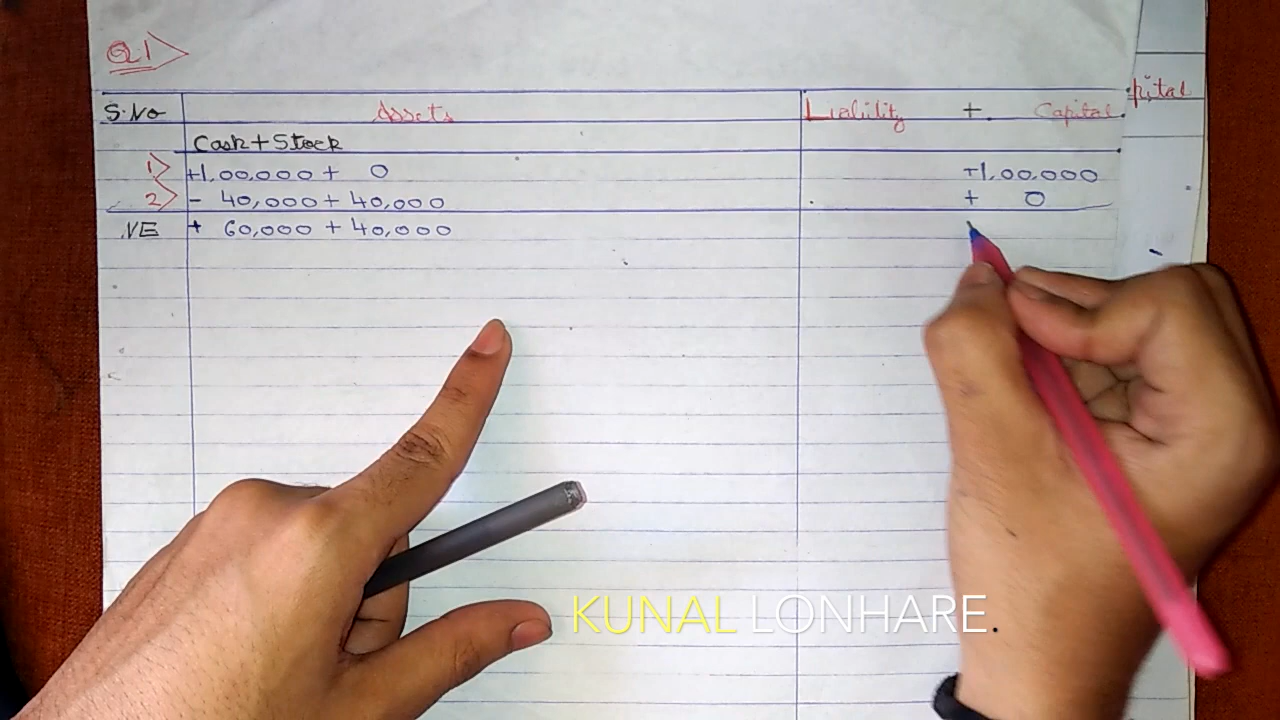 Q1
S.No Assets Liability + Capital
pital
Cash + Stock
1) +1,00,000 + 0 +1,00,000
2) - 40,000 + 40,000 + 0
NE + 60,000 + 40,000
KUNAL LONHARE.